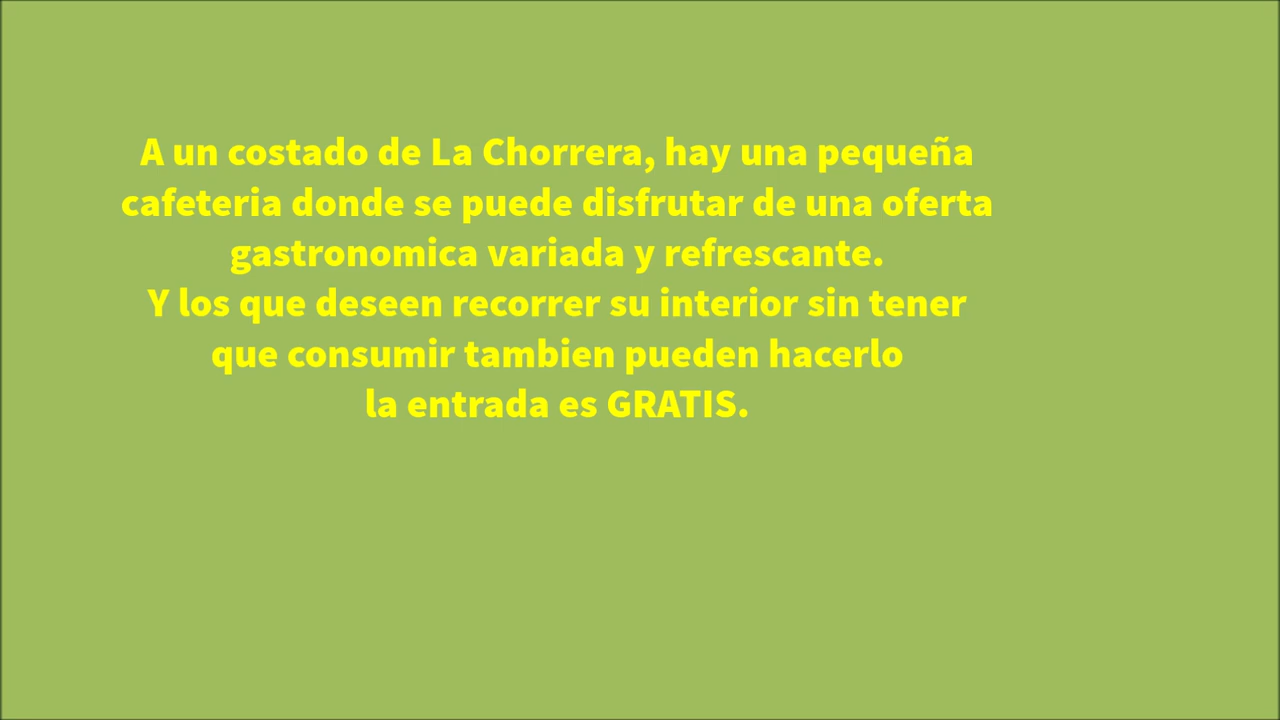 A un costado de La Chorrera, hay una pequeña
cafeteria donde se puede disfrutar de una oferta
gastronomica variada y refrescante.
Y los que deseen recorrer su interior sin tener
que consumir tambien pueden hacerlo
la entrada es GRATIS.